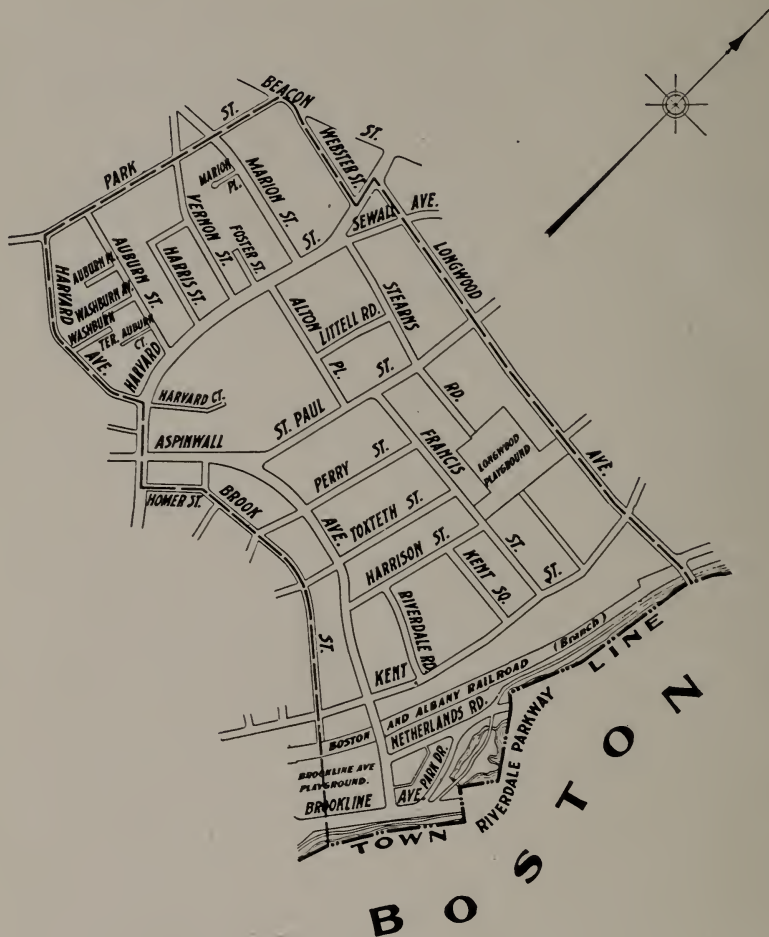 BEACON ST.
PARK ST.
WEBSTER ST.
MARION PL.
MARION ST.
SEWALL AVE.
VERNON ST.
FOSTER ST.
HARRIS ST.
AUBURN ST.
AUBURN PL.
HARVARD AVE.
WASHBURN PL.
WASHBURN TER.
AUBURN CT.
HARVARD ST.
HARVARD CT.
LONGWOOD AVE.
ALTON PL.
LITTELL RD.
STEARNS RD.
ST. PAUL ST.
ASPINWALL AVE.
HOMER ST.
BROOK ST.
PERRY ST.
FRANCIS ST.
LONGWOOD
PLAYGROUND
TOXTETH ST.
HARRISON ST.
KENT SQ.
RIVERDALE RD.
KENT ST.
BOSTON AND ALBANY RAILROAD (Branch)
NETHERLANDS RD.
PARK DR.
BROOKLINE AVE
PLAYGROUND.
BROOKLINE AVE.
RIVERDALE PARKWAY
TOWN LINE
BOSTON